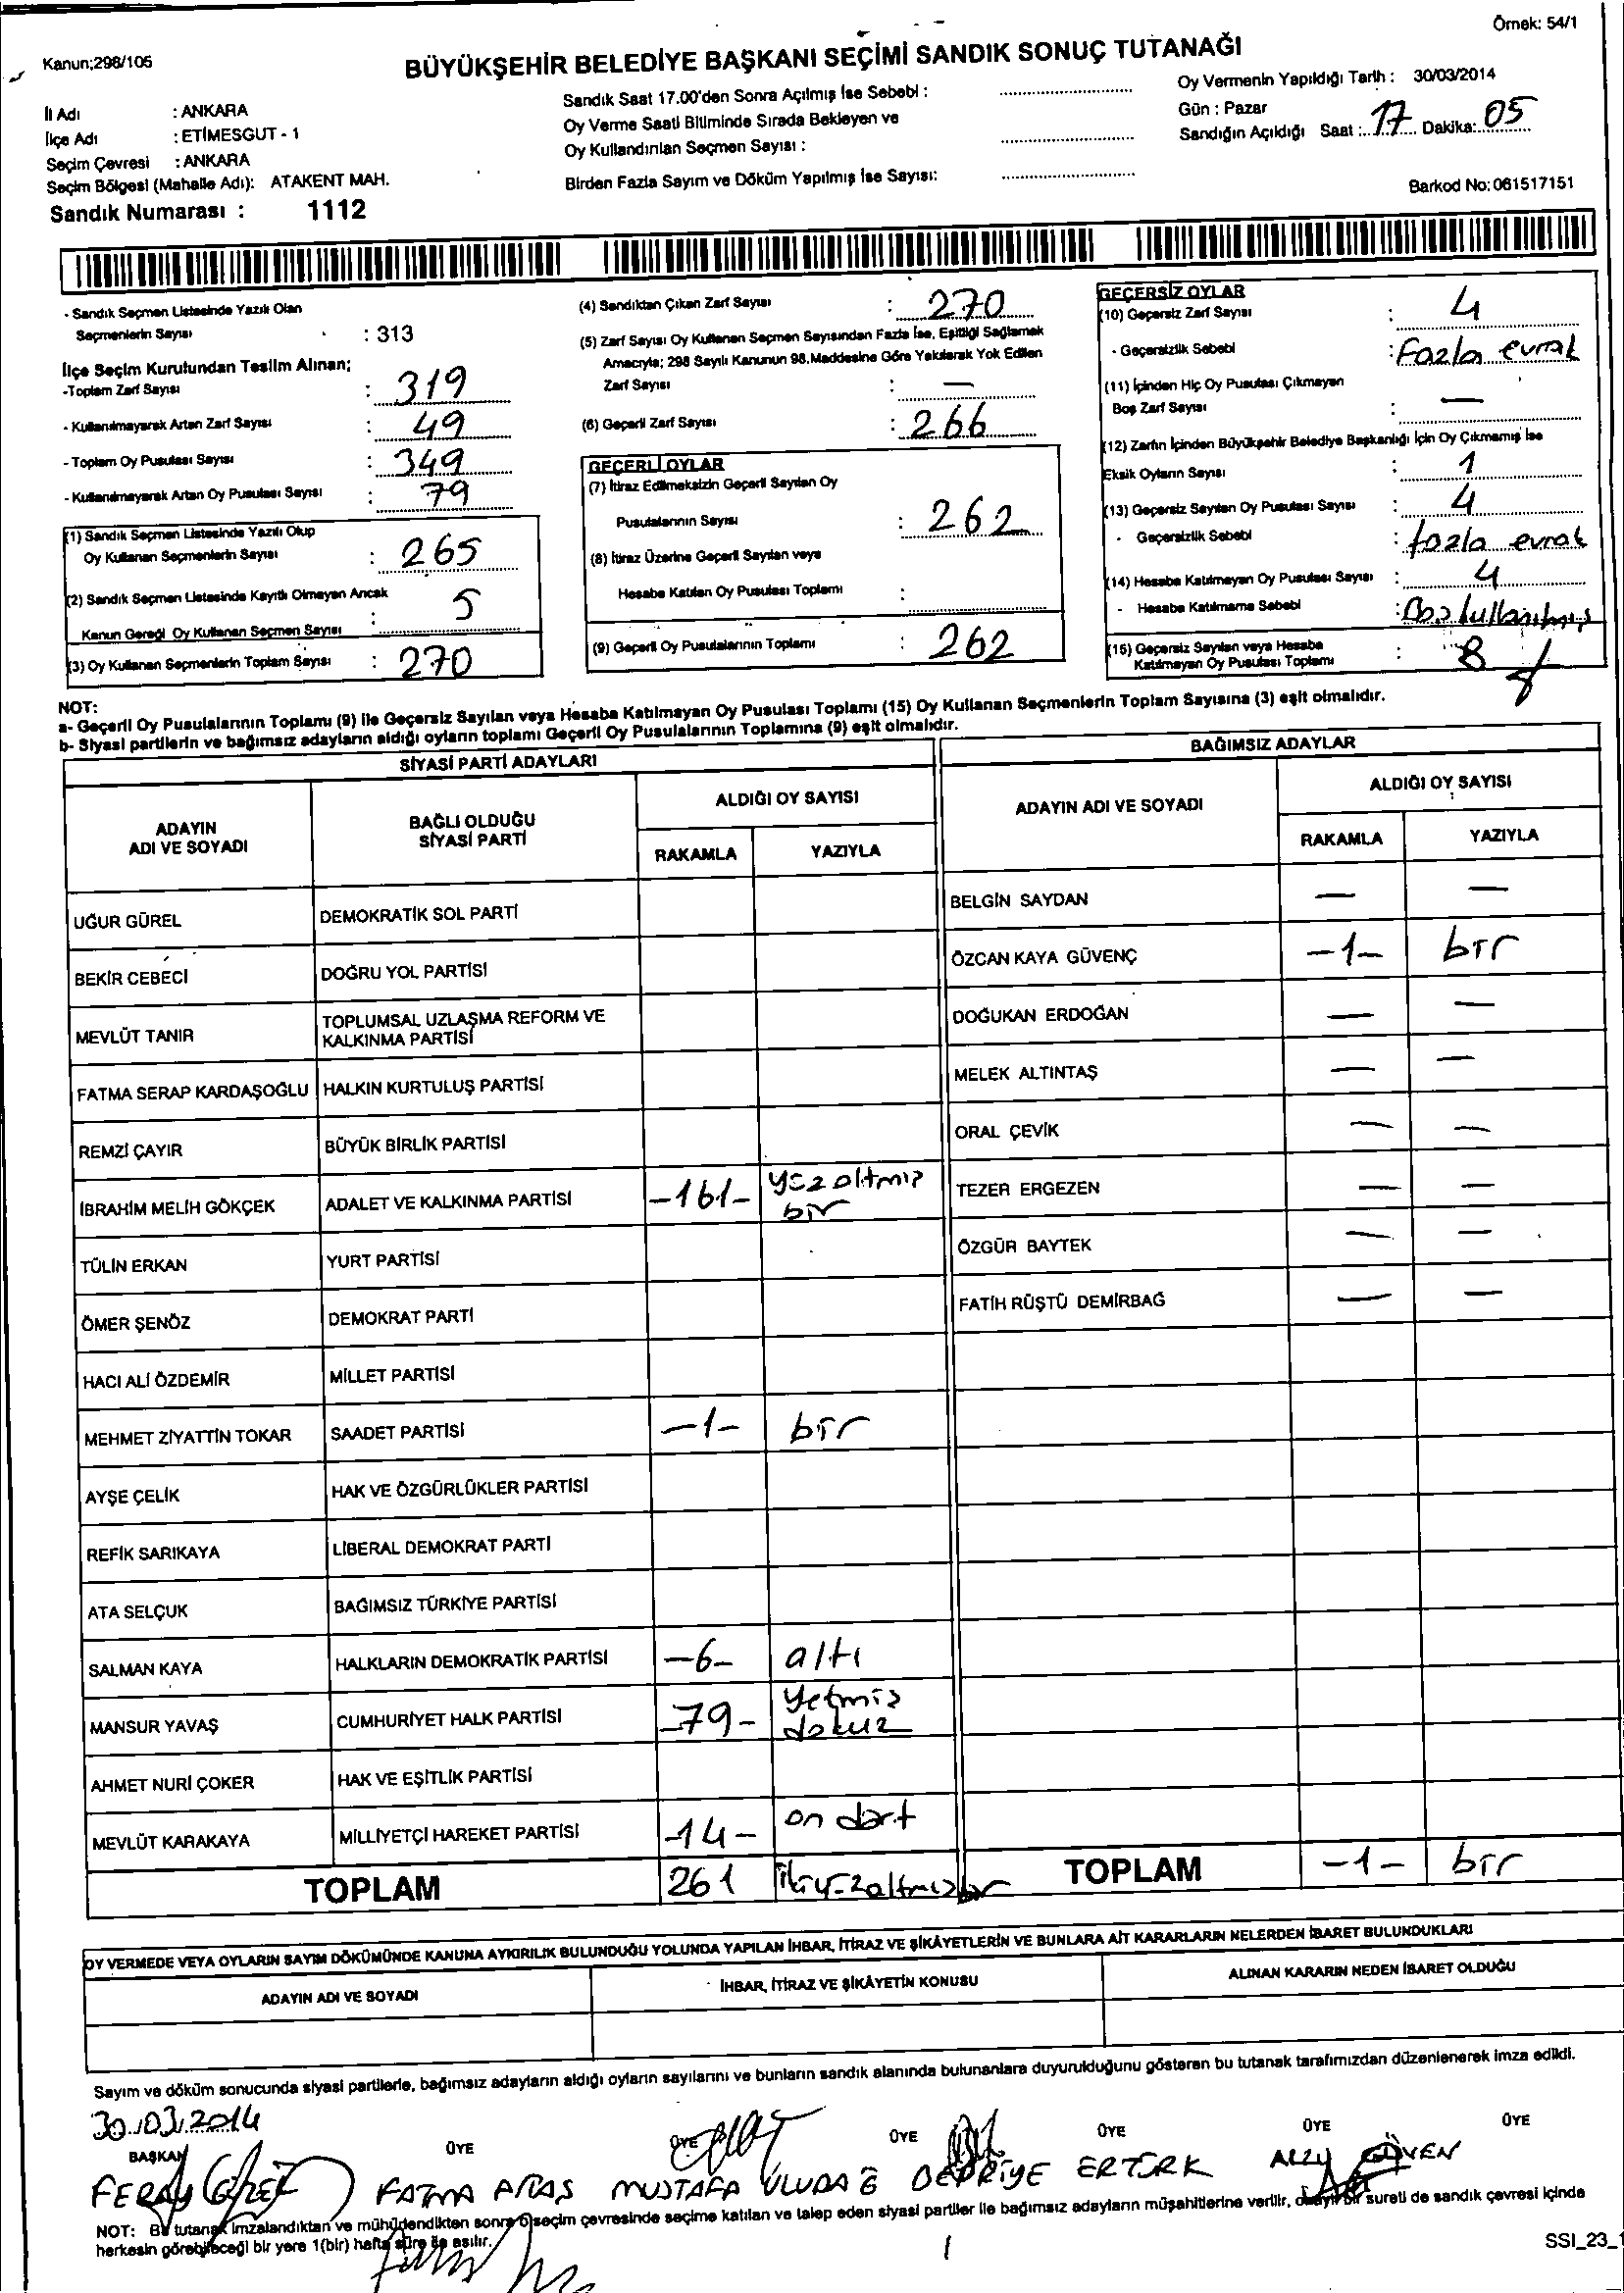 Örnek: 54/1
Kanun;298/105
BÜYÜKŞEHİR BELEDİYE BAŞKANI SEÇİMİ SANDIK SONUÇ TUTANAĞI
İl Adı : ANKARA
İlçe Adı : ETİMESGUT - 1
Seçim Çevresi : ANKARA
Seçim Bölgesi (Mahalle Adı): ATAKENT MAH.
Sandık Numarası : 1112
Sandık Saat 17.00'den Sonra Açılmış İse Sebebi :
Oy Verme Saati Bitiminde Sırada Bekleyen ve
Oy Kullandırılan Seçmen Sayısı :
Birden Fazla Sayım ve Döküm Yapılmış İse Sayısı:
Oy Vermenin Yapıldığı Tarih : 30/03/2014
Gün : Pazar
Sandığın Açıldığı Saat : 17 Dakika: 05
Barkod No: 061517151
- Sandık Seçmen Listesinde Yazılı Olan
Seçmenlerin Sayısı : 313
İlçe Seçim Kurulundan Teslim Alınan;
-Toplam Zarf Sayısı : 319
- Kullanılmayarak Artan Zarf Sayısı : 49
- Toplam Oy Pusulası Sayısı : 349
- Kullanılmayarak Artan Oy Pusulası Sayısı : 79
(1) Sandık Seçmen Listesinde Yazılı Olup
Oy Kullanan Seçmenlerin Sayısı : 265
(2) Sandık Seçmen Listesinde Kayıtlı Olmayan Ancak
Kanun Gereği Oy Kullanan Seçmen Sayısı : 5
(3) Oy Kullanan Seçmenlerin Toplam Sayısı : 270
(4) Sandıktan Çıkan Zarf Sayısı : 270
(5) Zarf Sayısı Oy Kullanan Seçmen Sayısından Fazla İse, Eşitliği Sağlamak
Amacıyla; 298 Sayılı Kanunun 98.Maddesine Göre Yakılarak Yok Edilen
Zarf Sayısı : —
(6) Geçerli Zarf Sayısı : 266
GEÇERLİ OYLAR
(7) İtiraz Edilmeksizin Geçerli Sayılan Oy
Pusulalarının Sayısı : 262
(8) İtiraz Üzerine Geçerli Sayılan veya
Hesaba Katılan Oy Pusulası Toplamı :
(9) Geçerli Oy Pusulalarının Toplamı : 262
GEÇERSİZ OYLAR
(10) Geçersiz Zarf Sayısı : 4
- Geçersizlik Sebebi : Fazla evrak
(11) İçinden Hiç Oy Pusulası Çıkmayan
Boş Zarf Sayısı : —
(12) Zarfın İçinden Büyükşehir Belediye Başkanlığı İçin Oy Çıkmamış İse
Eksik Oyların Sayısı : 1
(13) Geçersiz Sayılan Oy Pusulası Sayısı : 4
- Geçersizlik Sebebi : fazla evrak
(14) Hesaba Katılmayan Oy Pusulası Sayısı : 4
- Hesaba Katılmama Sebebi :
(15) Geçersiz Sayılan veya Hesaba
Katılmayan Oy Pusulası Toplamı : 8
NOT:
a- Geçerli Oy Pusulalarının Toplamı (9) ile Geçersiz Sayılan veya Hesaba Katılmayan Oy Pusulası Toplamı (15) Oy Kullanan Seçmenlerin Toplam Sayısına (3) eşit olmalıdır.
b- Siyasi partilerin ve bağımsız adayların aldığı oyların toplamı Geçerli Oy Pusulalarının Toplamına (9) eşit olmalıdır.
SİYASİ PARTİ ADAYLARI
ADAYIN
ADI VE SOYADI
BAĞLI OLDUĞU
SİYASİ PARTİ
ALDIĞI OY SAYISI
RAKAMLA YAZIYLA
UĞUR GÜREL DEMOKRATİK SOL PARTİ
BEKİR CEBECİ DOĞRU YOL PARTİSİ
MEVLÜT TANIR TOPLUMSAL UZLAŞMA REFORM VE
KALKINMA PARTİSİ
FATMA SERAP KARDAŞOĞLU HALKIN KURTULUŞ PARTİSİ
REMZİ ÇAYIR BÜYÜK BİRLİK PARTİSİ
İBRAHİM MELİH GÖKÇEK ADALET VE KALKINMA PARTİSİ -161- yüz altmış
bir
TÜLİN ERKAN YURT PARTİSİ
ÖMER ŞENÖZ DEMOKRAT PARTİ
HACI ALİ ÖZDEMİR MİLLET PARTİSİ
MEHMET ZİYATTİN TOKAR SAADET PARTİSİ -1- bir
AYŞE ÇELİK HAK VE ÖZGÜRLÜKLER PARTİSİ
REFİK SARIKAYA LİBERAL DEMOKRAT PARTİ
ATA SELÇUK BAĞIMSIZ TÜRKİYE PARTİSİ
SALMAN KAYA HALKLARIN DEMOKRATİK PARTİSİ -6- altı
MANSUR YAVAŞ CUMHURİYET HALK PARTİSİ -79- yetmiş
dokuz
AHMET NURİ ÇOKER HAK VE EŞİTLİK PARTİSİ
MEVLÜT KARAKAYA MİLLİYETÇİ HAREKET PARTİSİ -14- on dört
TOPLAM 261 ikiyüzaltmışbir
BAĞIMSIZ ADAYLAR
ADAYIN ADI VE SOYADI
ALDIĞI OY SAYISI
RAKAMLA YAZIYLA
BELGİN SAYDAN — —
ÖZCAN KAYA GÜVENÇ -1- bir
DOĞUKAN ERDOĞAN — —
MELEK ALTINTAŞ — —
ORAL ÇEVİK — —
TEZER ERGEZEN — —
ÖZGÜR BAYTEK — —
FATİH RÜŞTÜ DEMİRBAĞ — —
TOPLAM -1- bir
OY VERMEDE VEYA OYLARIN SAYIM DÖKÜMÜNDE KANUNA AYKIRILIK BULUNDUĞU YOLUNDA YAPILAN İHBAR, İTİRAZ VE ŞİKÂYETLERİN VE BUNLARA AİT KARARLARIN NELERDEN İBARET BULUNDUKLARI
ADAYIN ADI VE SOYADI İHBAR, İTİRAZ VE ŞİKÂYETİN KONUSU ALINAN KARARIN NEDEN İBARET OLDUĞU
Sayım ve döküm sonucunda siyasi partilerle, bağımsız adayların aldığı oyların sayılarını ve bunların sandık alanında bulunanlara duyurulduğunu gösteren bu tutanak tarafımızdan düzenlenerek imza edildi.
30.03.2014
BAŞKAN ÜYE ÜYE ÜYE ÜYE ÜYE ÜYE
FERAY FATMA ARAS MUSTAFA ULUDAĞ BEDRİYE ERTÜRK ARZU GÜVEN
NOT: Bu tutanak imzalandıktan ve mühürlendikten sonra o seçim çevresinde seçime katılan ve talep eden siyasi partiler ile bağımsız adayların müşahitlerine verilir, onaylı bir sureti de sandık çevresi içinde
herkesin görebileceği bir yere 1(bir) hafta süre ile asılır.
SSI_23_1